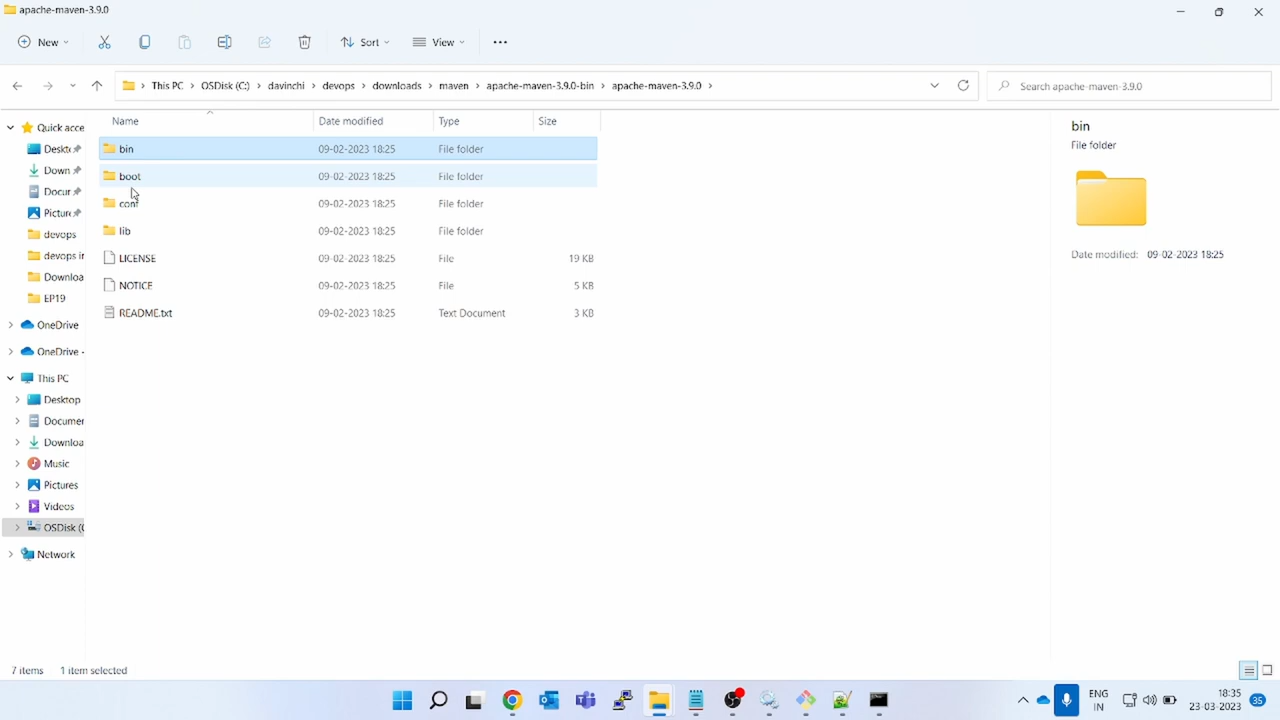 apache-maven-3.9.0
New
Sort
View
This PC > OSDisk (C:) > davinchi > devops > downloads > maven > apache-maven-3.9.0-bin > apache-maven-3.9.0 >
Search apache-maven-3.9.0
Name Date modified Type Size
bin 09-02-2023 18:25 File folder
boot 09-02-2023 18:25 File folder
conf 09-02-2023 18:25 File folder
lib 09-02-2023 18:25 File folder
LICENSE 09-02-2023 18:25 File 19 KB
NOTICE 09-02-2023 18:25 File 5 KB
README.txt 09-02-2023 18:25 Text Document 3 KB
Quick acce
Deskto
Down
Docur
Picture
devops
devops ir
Downloa
EP19
OneDrive
OneDrive -
This PC
Desktop
Documer
Downloa
Music
Pictures
Videos
OSDisk (C
Network
bin
File folder
Date modified: 09-02-2023 18:25
7 items 1 item selected
ENG
IN
18:35
23-03-2023
35